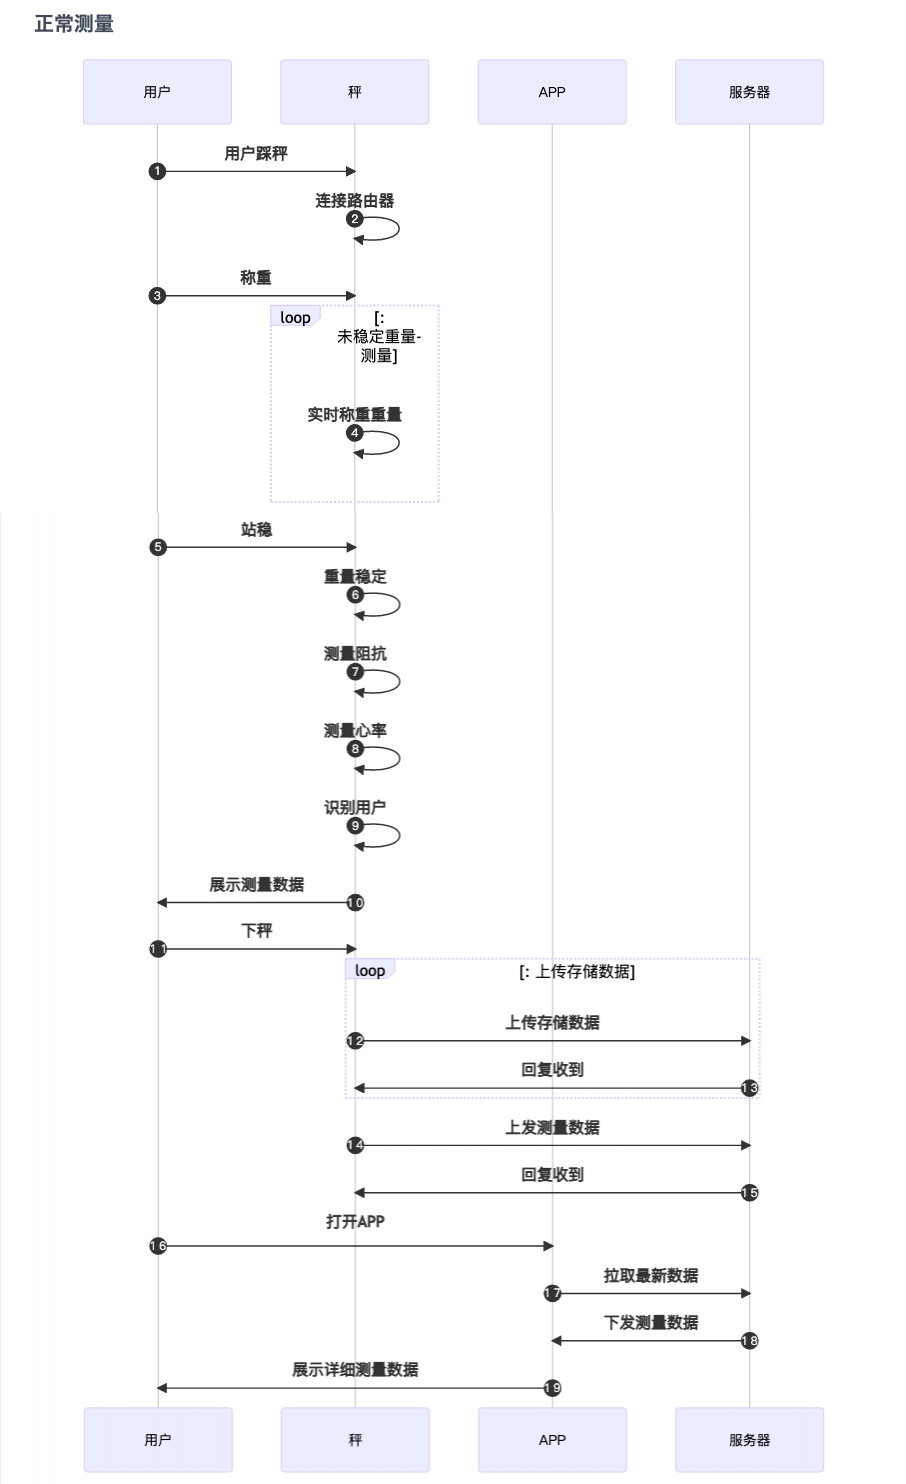 正常测量
用户 秤 APP 服务器
用户踩秤
1
连接路由器
2
称重
3
loop [:
未稳定重量-
测量]
实时称重重量
4
站稳
5
重量稳定
6
测量阻抗
7
测量心率
8
识别用户
9
展示测量数据
10
下秤
11
loop [: 上传存储数据]
上传存储数据
12
回复收到
13
上发测量数据
14
回复收到
15
打开APP
16
拉取最新数据
17
下发测量数据
18
展示详细测量数据
19
用户 秤 APP 服务器